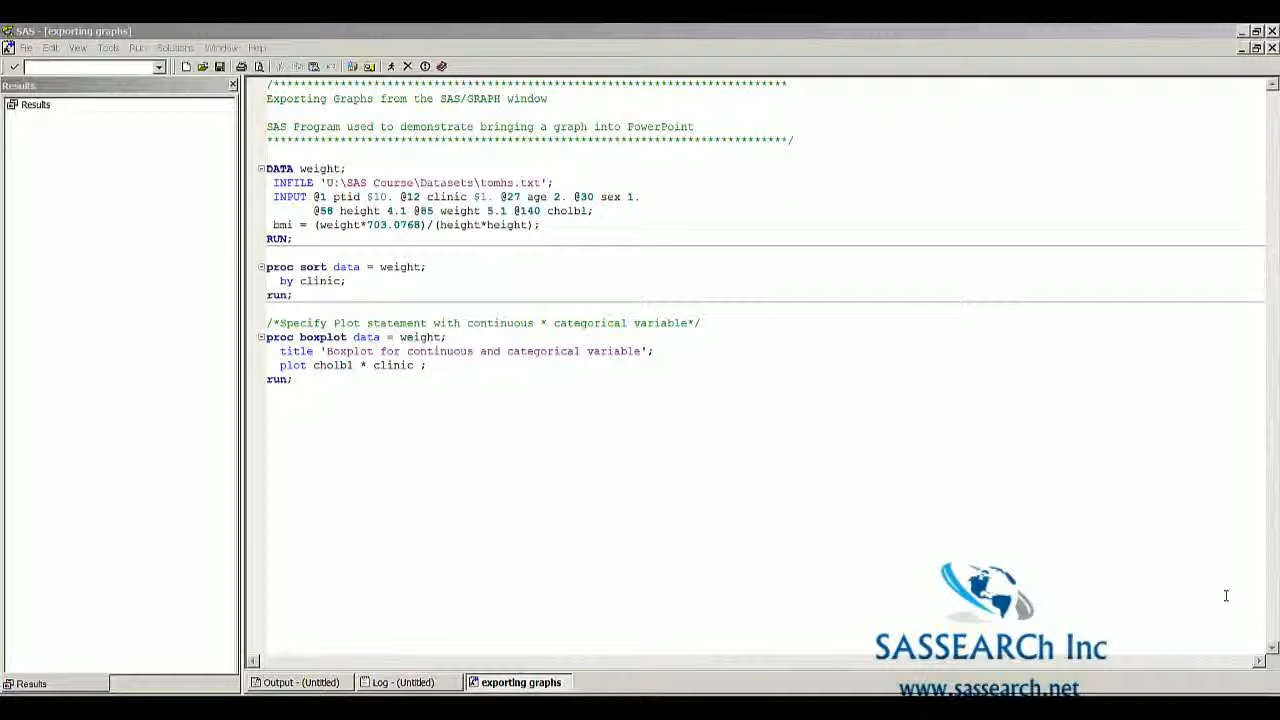 SAS - [exporting graphs]
File Edit View Tools Run Solutions Window Help
Results
Results
/*****************************************************************************
Exporting Graphs from the SAS/GRAPH window
SAS Program used to demonstrate bringing a graph into PowerPoint
******************************************************************************/
DATA weight;
INFILE 'U:\SAS Course\Datasets\tomhs.txt';
INPUT @1 ptid $10. @12 clinic $1. @27 age 2. @30 sex 1.
@58 height 4.1 @85 weight 5.1 @140 cholbl;
bmi = (weight*703.0768)/(height*height);
RUN;
proc sort data = weight;
by clinic;
run;
/*Specify Plot statement with continuous * categorical variable*/
proc boxplot data = weight;
title 'Boxplot for continuous and categorical variable';
plot cholbl * clinic ;
run;
SASSEARCh Inc
www.sassearch.net
Results
Output - (Untitled)
Log - (Untitled)
exporting graphs